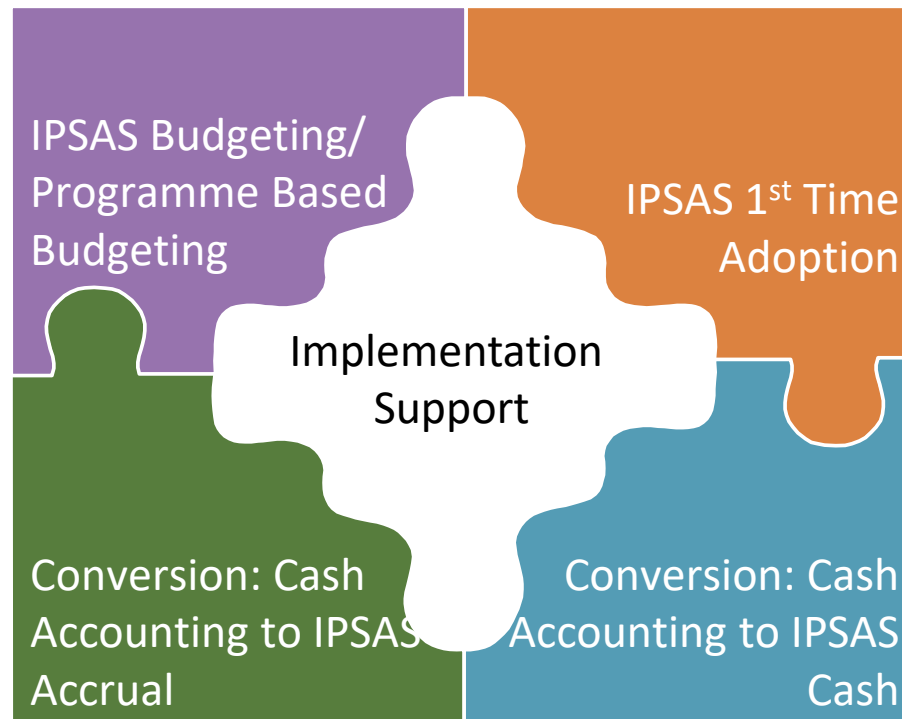 IPSAS Budgeting/
Programme Based
Budgeting
IPSAS 1st Time
Adoption
Implementation
Support
Conversion: Cash
Accounting to IPSAS
Accrual
Conversion: Cash
Accounting to IPSAS
Cash